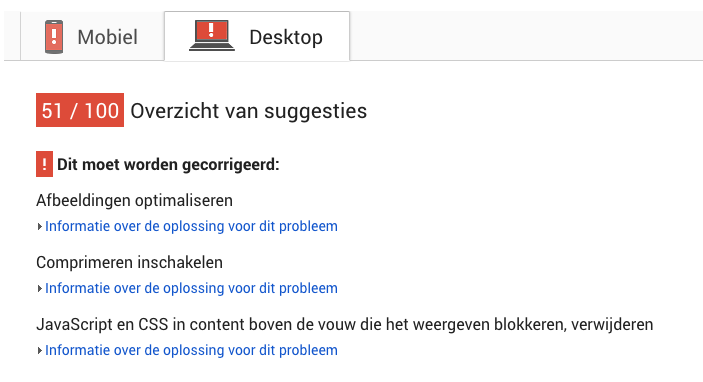 Mobiel Desktop
51 / 100 Overzicht van suggesties
! Dit moet worden gecorrigeerd:
Afbeeldingen optimaliseren
Informatie over de oplossing voor dit probleem
Comprimeren inschakelen
Informatie over de oplossing voor dit probleem
JavaScript en CSS in content boven de vouw die het weergeven blokkeren, verwijderen
Informatie over de oplossing voor dit probleem